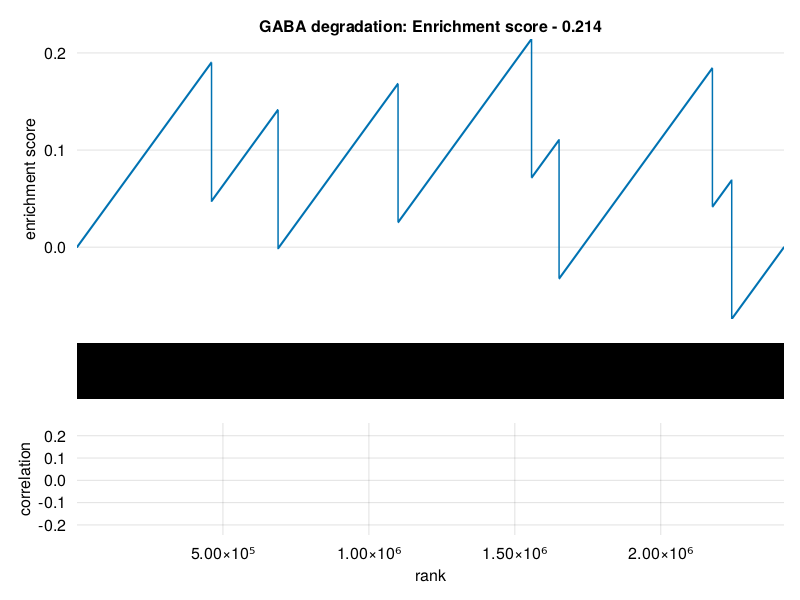 GABA degradation: Enrichment score - 0.214
enrichment score
0.2
0.1
0.0
correlation
0.2
0.1
0.0
-0.1
-0.2
5.00×10⁵ 1.00×10⁶ 1.50×10⁶ 2.00×10⁶
rank